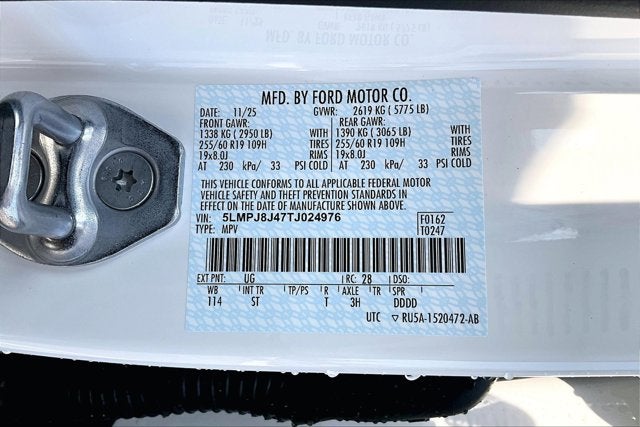 MFD. BY FORD MOTOR CO.
DATE: 11/25 GVWR: 2619 KG ( 5775 LB)
FRONT GAWR: REAR GAWR:
1338 KG ( 2950 LB) WITH 1390 KG ( 3065 LB) WITH
255/60 R19 109H TIRES 255/60 R19 109H TIRES
19x8.0J RIMS 19x8.0J RIMS
AT 230 kPa/ 33 PSI COLD AT 230 kPa/ 33 PSI COLD
THIS VEHICLE CONFORMS TO ALL APPLICABLE FEDERAL MOTOR
VEHICLE SAFETY AND THEFT PREVENTION STANDARDS IN
EFFECT ON THE DATE OF MANUFACTURE SHOWN ABOVE.
VIN: 5LMPJ8J47TJ024976 F0162
TYPE: MPV T0247
EXT PNT: UG RC: 28 DSO:
WB INT TR TP/PS R AXLE TR SPR
114 ST T 3H DDDD
UTC ▽ RU5A-1520472-AB